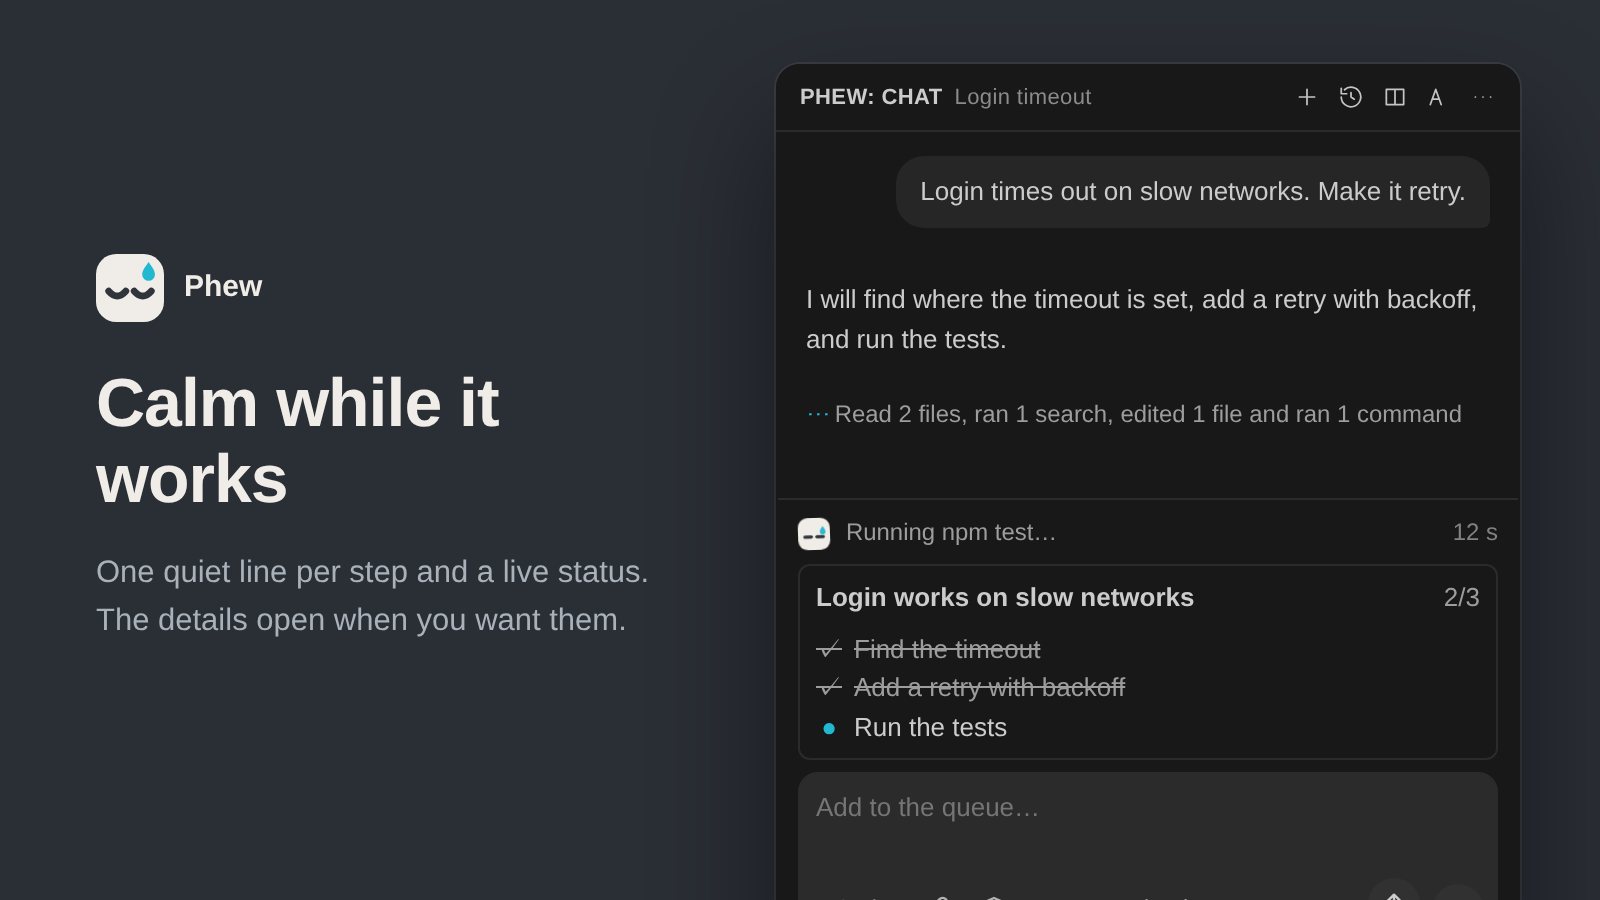 Phew
Calm while it
works
One quiet line per step and a live status.
The details open when you want them.
PHEW: CHAT Login timeout
Login times out on slow networks. Make it retry.
I will find where the timeout is set, add a retry with backoff,
and run the tests.
··· Read 2 files, ran 1 search, edited 1 file and ran 1 command
Running npm test… 12 s
Login works on slow networks 2/3
✓ Find the timeout
✓ Add a retry with backoff
● Run the tests
Add to the queue…